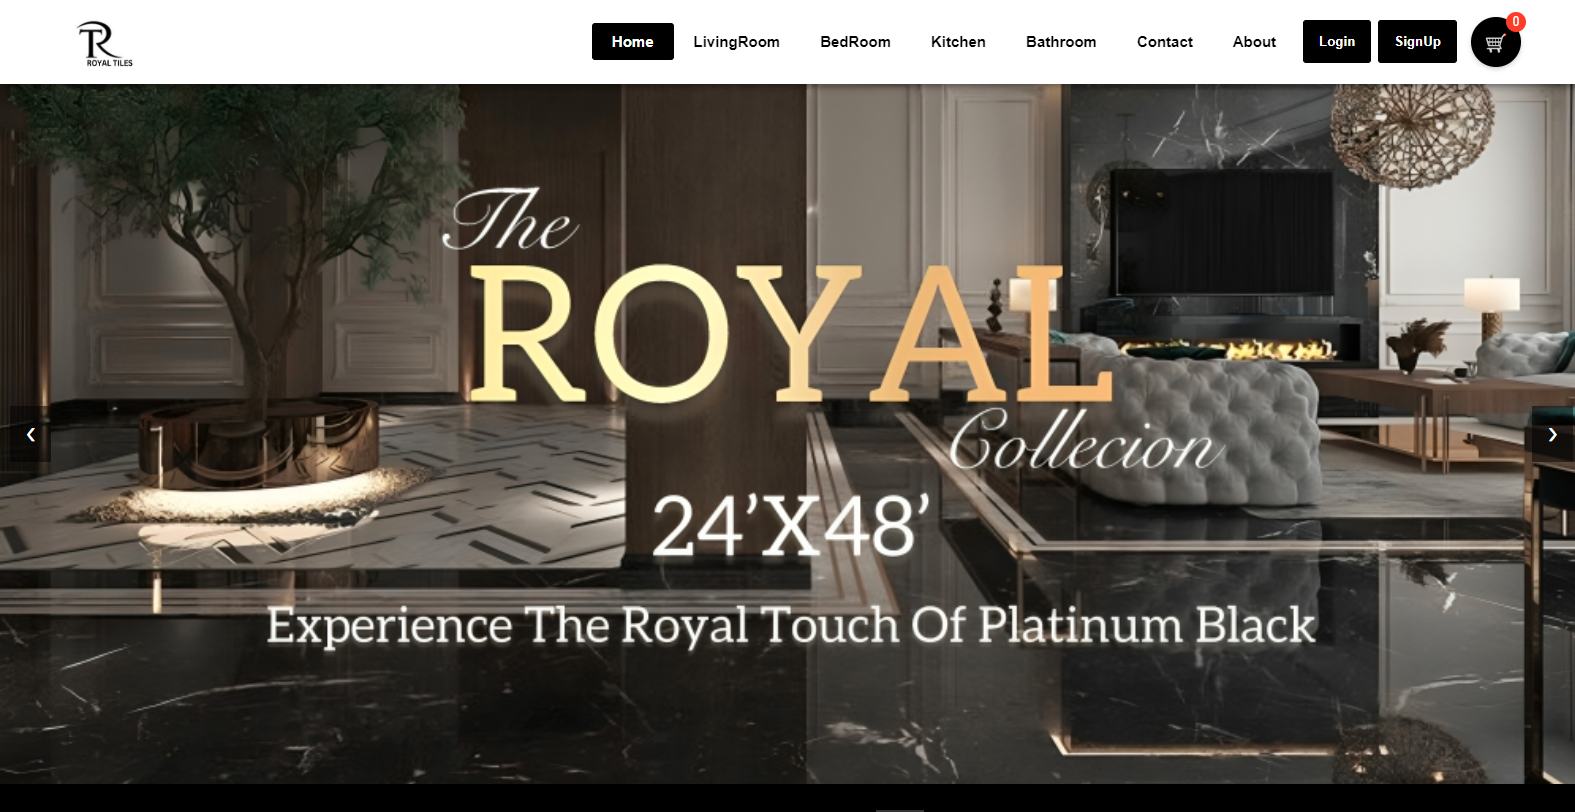 TR
ROYAL TILES
Home
LivingRoom
BedRoom
Kitchen
Bathroom
Contact
About
Login
SignUp
0
The
ROYAL
Collecion
24’X48’
Experience The Royal Touch Of Platinum Black
‹
›